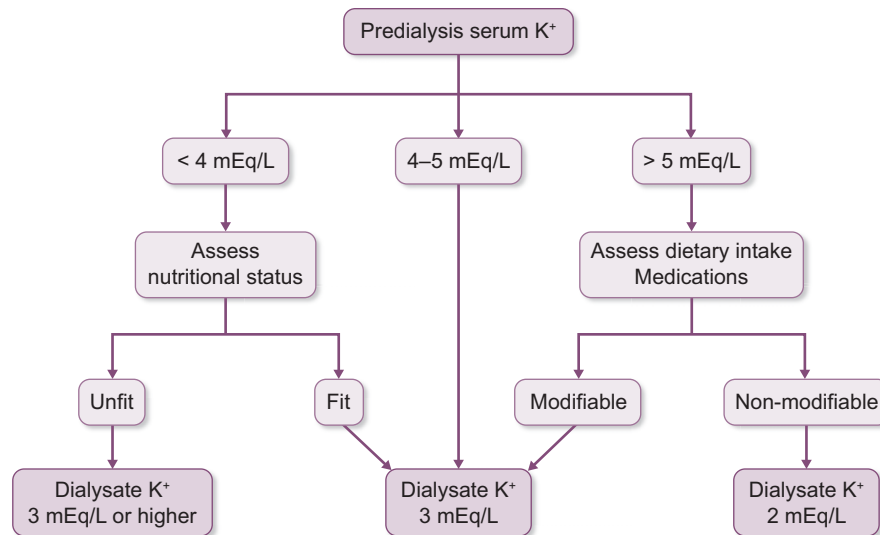 Predialysis serum K⁺
< 4 mEq/L
4–5 mEq/L
> 5 mEq/L
Assess
nutritional status
Assess dietary intake
Medications
Unfit
Fit
Modifiable
Non-modifiable
Dialysate K⁺
3 mEq/L or higher
Dialysate K⁺
3 mEq/L
Dialysate K⁺
2 mEq/L